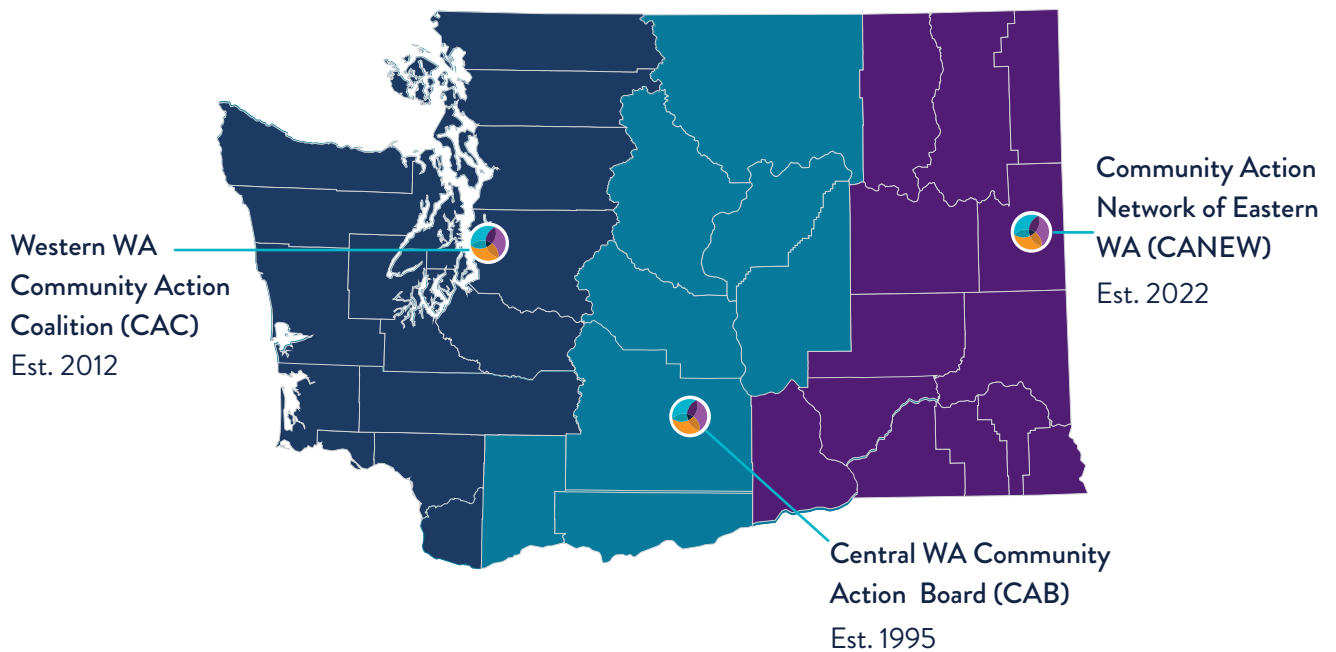 Western WA
Community Action
Coalition (CAC)
Est. 2012
Community Action
Network of Eastern
WA (CANEW)
Est. 2022
Central WA Community
Action  Board (CAB)
Est. 1995